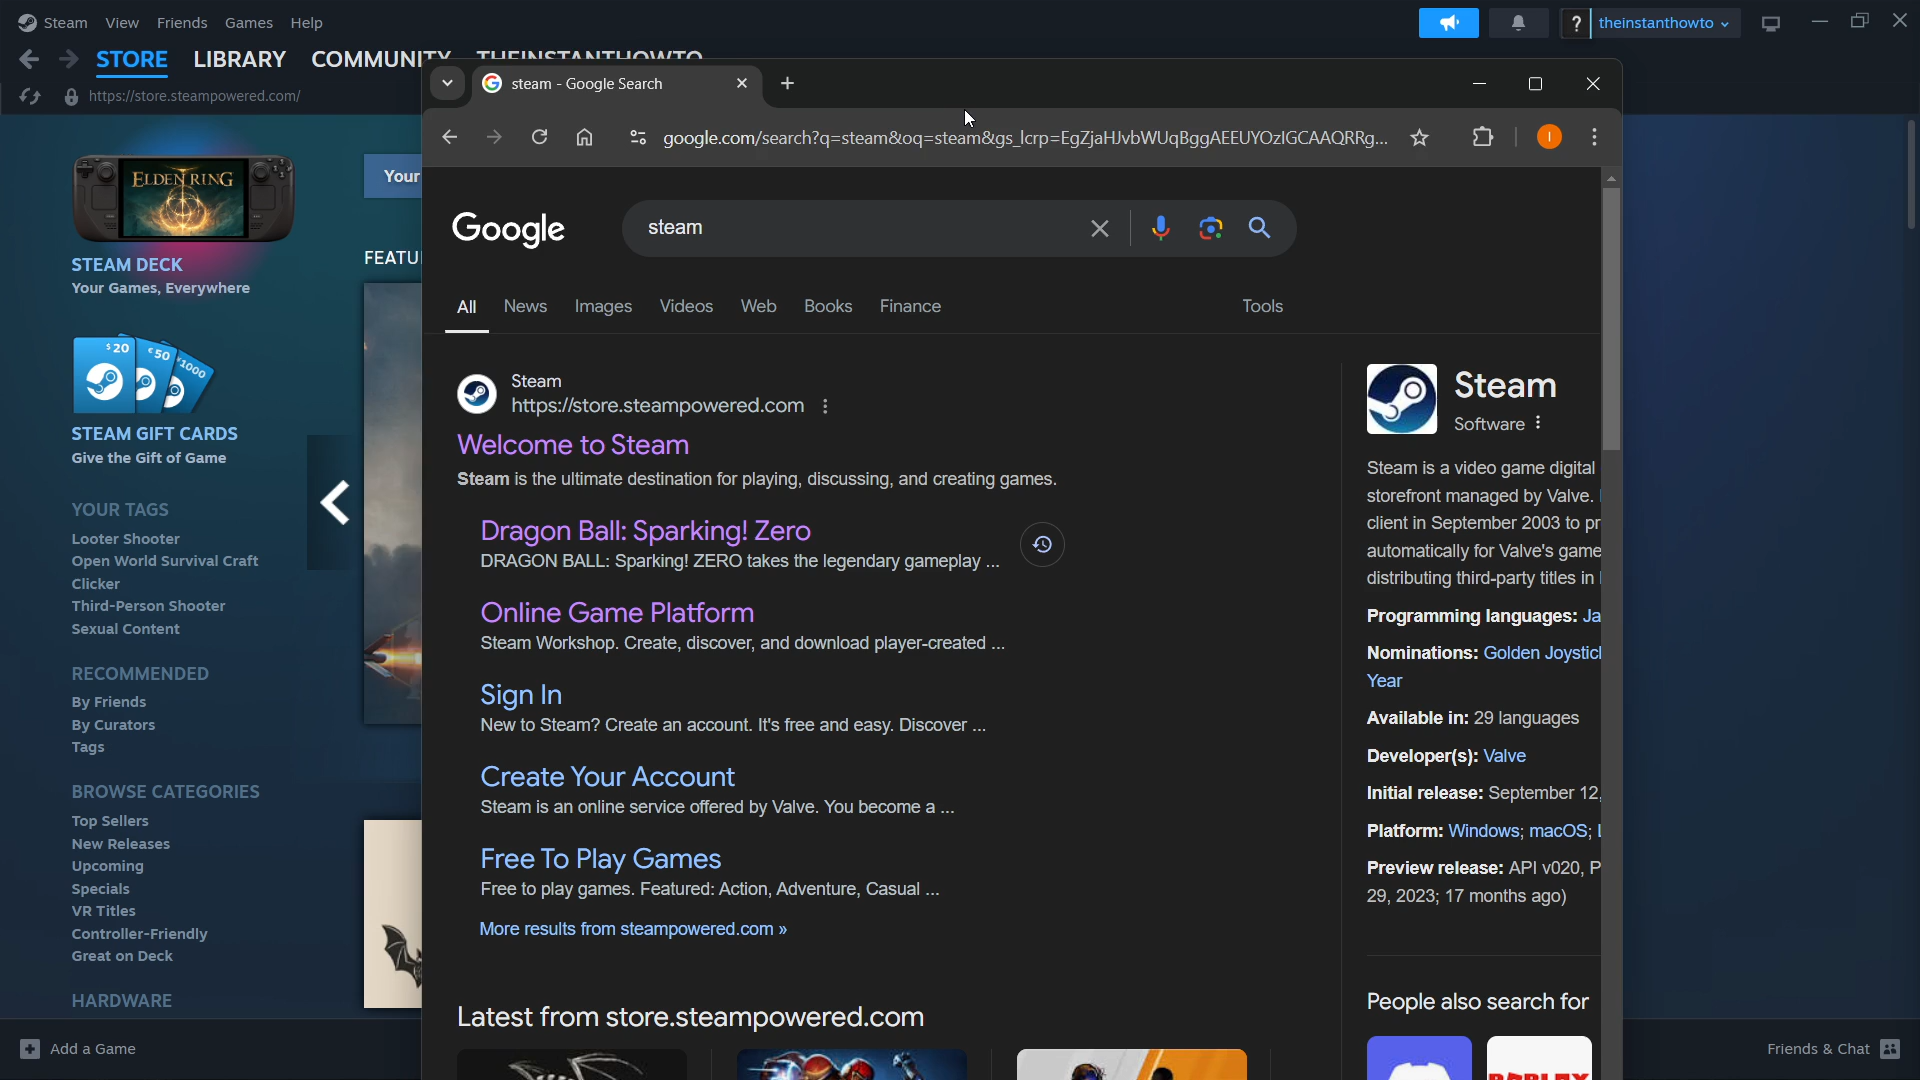 Steam View Friends Games Help
? theinstanthowto
STORE LIBRARY COMMUNITY THEINSTANTHOWTO
https://store.steampowered.com/
steam - Google Search
google.com/search?q=steam&oq=steam&gs_lcrp=EgZjaHJvbWUqBggAEEUYOzIGCAAQRRg...
I
ELDEN RING
STEAM DECK
Your Games, Everywhere
$20 €50 ¥1000
STEAM GIFT CARDS
Give the Gift of Game
YOUR TAGS
Looter Shooter
Open World Survival Craft
Clicker
Third-Person Shooter
Sexual Content
RECOMMENDED
By Friends
By Curators
Tags
BROWSE CATEGORIES
Top Sellers
New Releases
Upcoming
Specials
VR Titles
Controller-Friendly
Great on Deck
HARDWARE
Your
FEATU
Google
steam
All News Images Videos Web Books Finance Tools
Steam
https://store.steampowered.com
Welcome to Steam
Steam is the ultimate destination for playing, discussing, and creating games.
Dragon Ball: Sparking! Zero
DRAGON BALL: Sparking! ZERO takes the legendary gameplay ...
Online Game Platform
Steam Workshop. Create, discover, and download player-created ...
Sign In
New to Steam? Create an account. It's free and easy. Discover ...
Create Your Account
Steam is an online service offered by Valve. You become a ...
Free To Play Games
Free to play games. Featured: Action, Adventure, Casual ...
More results from steampowered.com »
Latest from store.steampowered.com
Steam
Software
Steam is a video game digital
storefront managed by Valve.
client in September 2003 to pr
automatically for Valve's game
distributing third-party titles in
Programming languages: Ja
Nominations: Golden Joystick
Year
Available in: 29 languages
Developer(s): Valve
Initial release: September 12,
Platform: Windows; macOS; L
Preview release: API v020, P
29, 2023; 17 months ago)
People also search for
ROBLOX
Add a Game
Friends & Chat